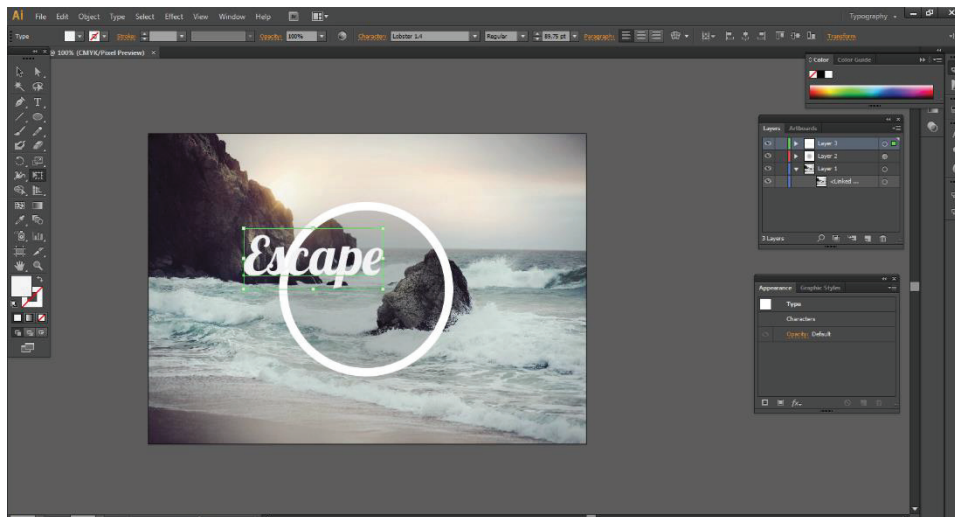 Ai File Edit Object Type Select Effect View Window Help
Typography
Type Stroke: Opacity: 100% Character: Lobster 1.4 Regular 89.75 pt Paragraph: Transform
@ 100% (CMYK/Pixel Preview) ×
Color Color Guide
Layers Artboards
Layer 3
Layer 2
Layer 1
<Linked ...
3 Layers
Escape
Appearance Graphic Styles
Type
Characters
Opacity: Default
fx